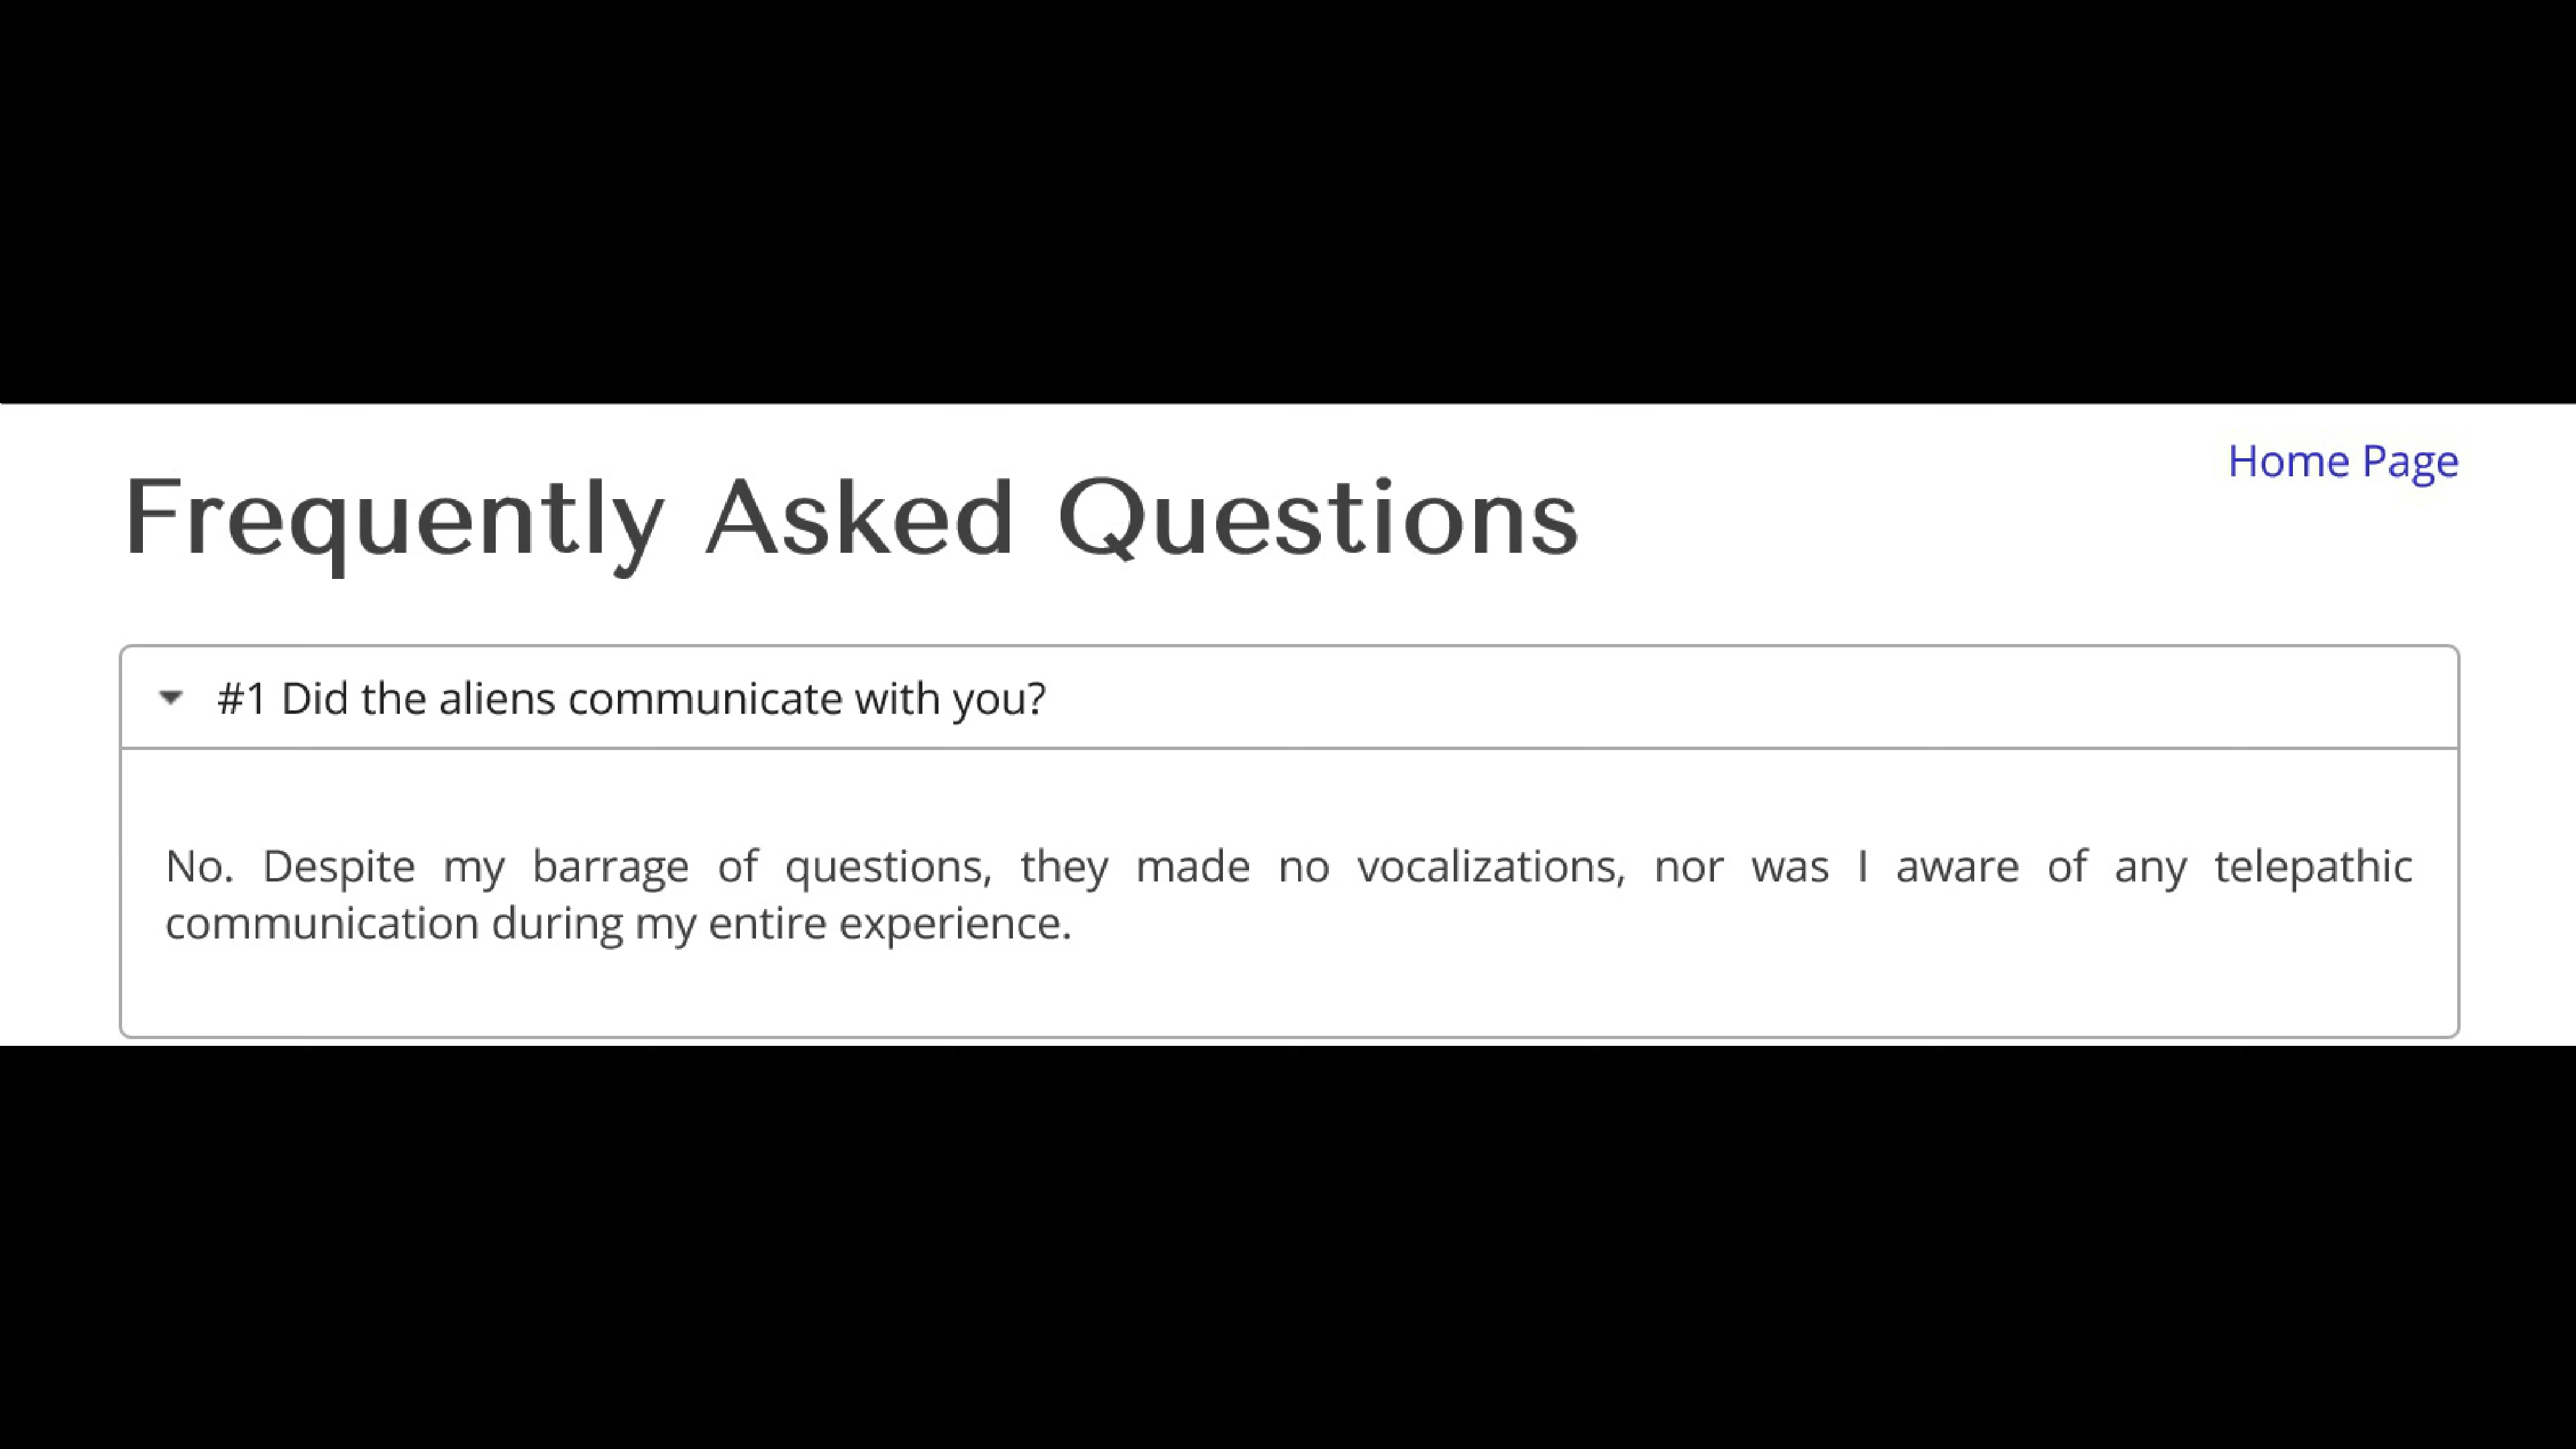 Home Page
Frequently Asked Questions
#1 Did the aliens communicate with you?
No. Despite my barrage of questions, they made no vocalizations, nor was I aware of any telepathic
communication during my entire experience.